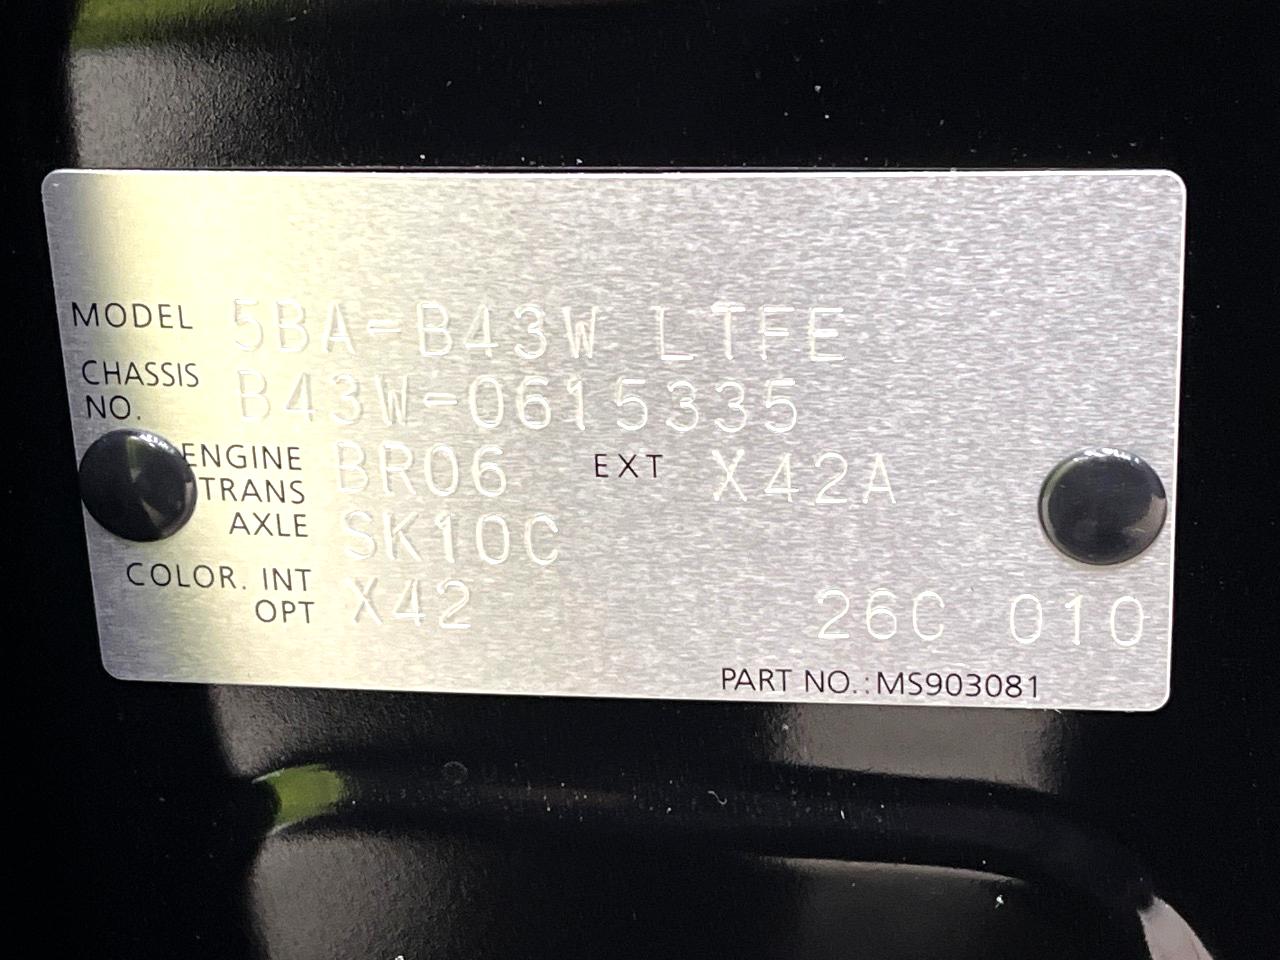 MODEL 5BA-B43W LTFE
CHASSIS NO. B43W-0615335
ENGINE BR06 EXT X42A
TRANS AXLE SK10C
COLOR. INT OPT X42 26C 010
PART NO.: MS903081